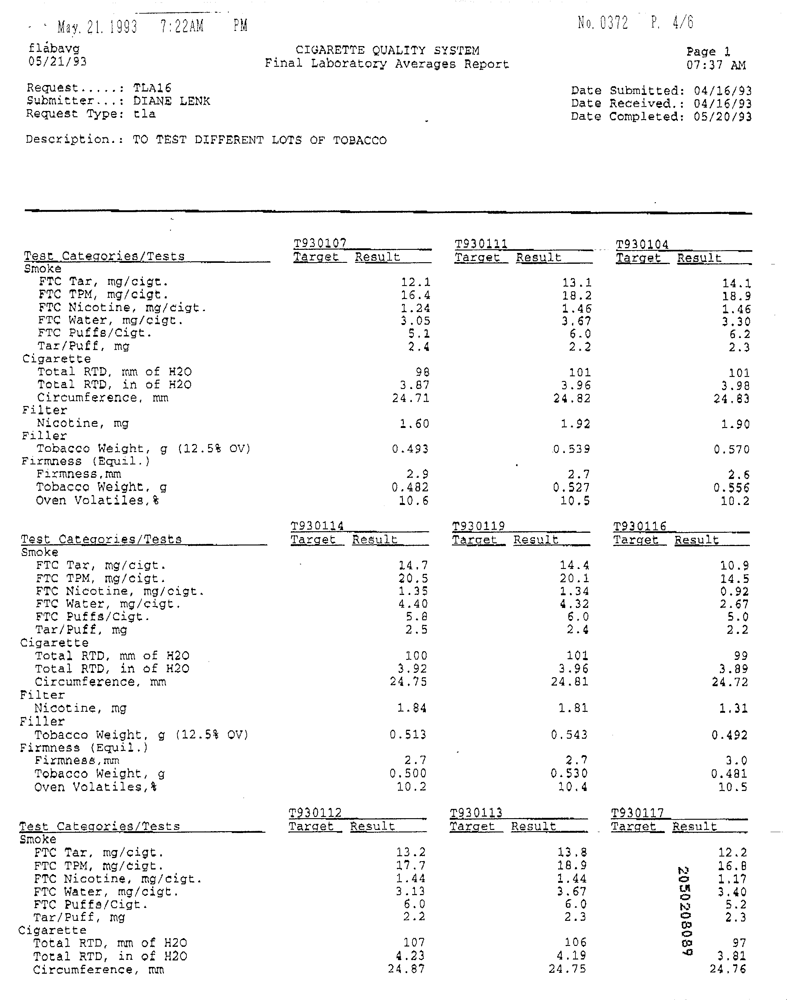 May. 21. 1993 7:22AM PM No. 0372 P. 4/6
flabavg CIGARETTE QUALITY SYSTEM Page 1
05/21/93 Final Laboratory Averages Report 07:37 AM
Request.....: TLA16 Date Submitted: 04/16/93
Submitter...: DIANE LENK Date Received.: 04/16/93
Request Type: tla Date Completed: 05/20/93
Description.: TO TEST DIFFERENT LOTS OF TOBACCO
T930107 T930111 T930104
Test Categories/Tests Target Result Target Result Target Result
Smoke
FTC Tar, mg/cigt. 12.1 13.1 14.1
FTC TPM, mg/cigt. 16.4 18.2 18.9
FTC Nicotine, mg/cigt. 1.24 1.46 1.46
FTC Water, mg/cigt. 3.05 3.67 3.30
FTC Puffs/Cigt. 5.1 6.0 6.2
Tar/Puff, mg 2.4 2.2 2.3
Cigarette
Total RTD, mm of H2O 98 101 101
Total RTD, in of H2O 3.87 3.96 3.98
Circumference, mm 24.71 24.82 24.83
Filter
Nicotine, mg 1.60 1.92 1.90
Filler
Tobacco Weight, g (12.5% OV) 0.493 0.539 0.570
Firmness (Equil.)
Firmness,mm 2.9 2.7 2.6
Tobacco Weight, g 0.482 0.527 0.556
Oven Volatiles,% 10.6 10.5 10.2
T930114 T930119 T930116
Test Categories/Tests Target Result Target Result Target Result
Smoke
FTC Tar, mg/cigt. 14.7 14.4 10.9
FTC TPM, mg/cigt. 20.5 20.1 14.5
FTC Nicotine, mg/cigt. 1.35 1.34 0.92
FTC Water, mg/cigt. 4.40 4.32 2.67
FTC Puffs/Cigt. 5.8 6.0 5.0
Tar/Puff, mg 2.5 2.4 2.2
Cigarette
Total RTD, mm of H2O 100 101 99
Total RTD, in of H2O 3.92 3.96 3.89
Circumference, mm 24.75 24.81 24.72
Filter
Nicotine, mg 1.84 1.81 1.31
Filler
Tobacco Weight, g (12.5% OV) 0.513 0.543 0.492
Firmness (Equil.)
Firmness,mm 2.7 2.7 3.0
Tobacco Weight, g 0.500 0.530 0.481
Oven Volatiles,% 10.2 10.4 10.5
T930112 T930113 T930117
Test Categories/Tests Target Result Target Result Target Result
Smoke
FTC Tar, mg/cigt. 13.2 13.8 12.2
FTC TPM, mg/cigt. 17.7 18.9 16.8
FTC Nicotine, mg/cigt. 1.44 1.44 1.17
FTC Water, mg/cigt. 3.13 3.67 3.40
FTC Puffs/Cigt. 6.0 6.0 5.2
Tar/Puff, mg 2.2 2.3 2.3
Cigarette
Total RTD, mm of H2O 107 106 97
Total RTD, in of H2O 4.23 4.19 3.81
Circumference, mm 24.87 24.75 24.76
2050208089